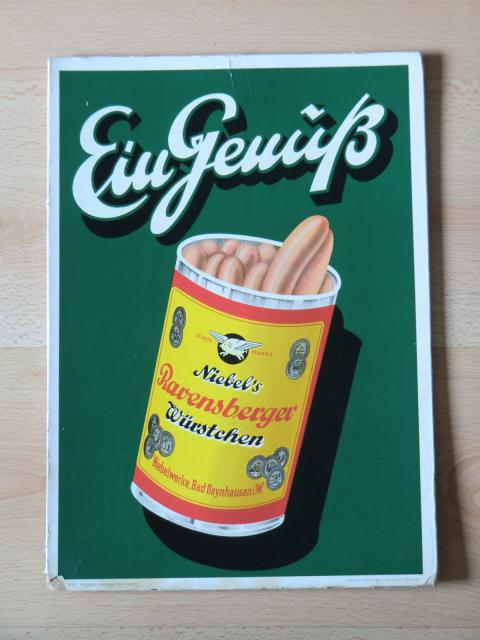 Ein Genuß
SCHUTZ MARKE
Niebel's
Ravensberger
Würstchen
Niebelwerke, Bad Oeynhausen i. W.